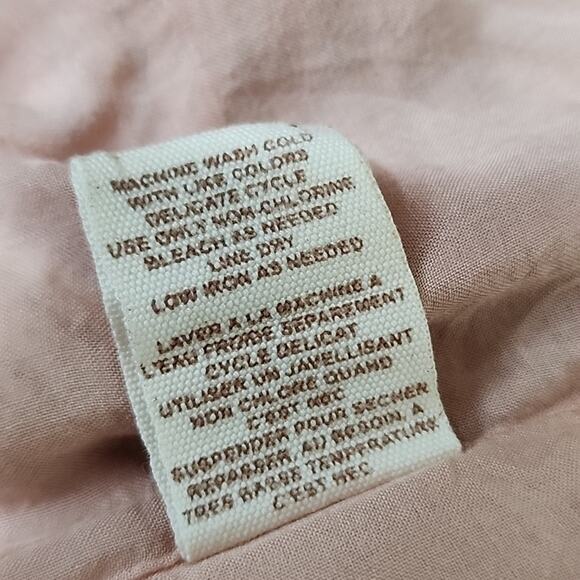 MACHINE WASH COLD
WITH LIKE COLORS
DELICATE CYCLE
USE ONLY NON CHLORINE
BLEACH AS NEEDED
LINE DRY
LOW IRON AS NEEDED
LAVER A LA MACHINE A
L'EAU FROIDE SEPAREMENT
CYCLE DELICAT
UTILISER UN JAVELLISANT
NON CHLORE QUAND
C'EST NEC
SUSPENDER POUR SECHER
REPASSER, AU BESOIN, A
TRES BASSE TEMPERATURE
C'EST NEC